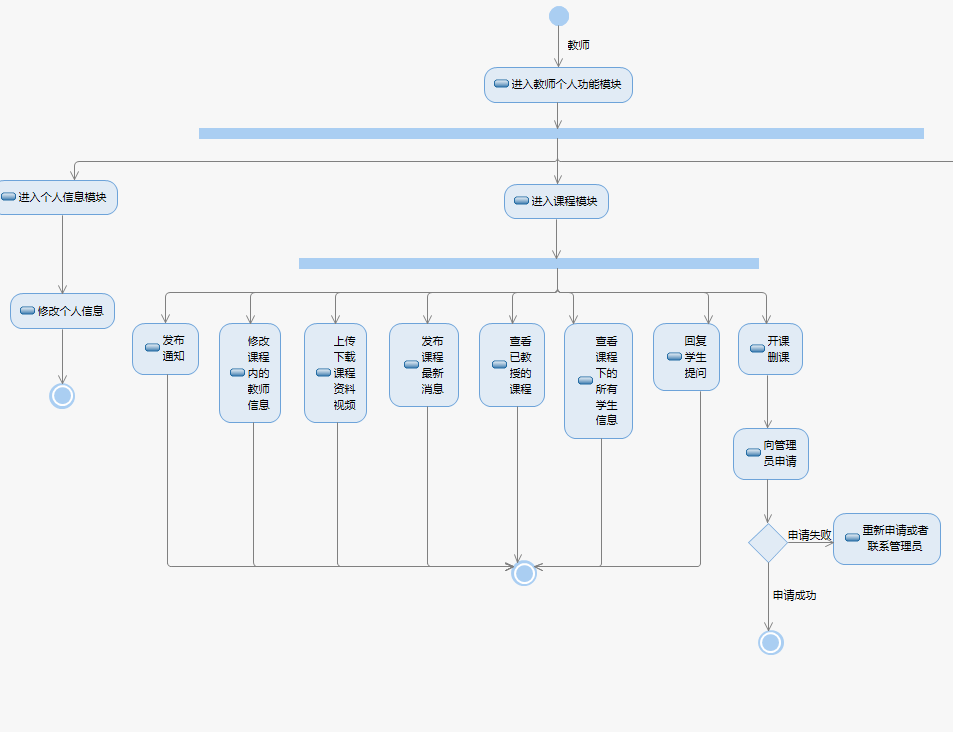 教师
进入教师个人功能模块
进入个人信息模块
进入课程模块
修改个人信息
发布
通知
修改
课程
内的
教师
信息
上传
下载
课程
资料
视频
发布
课程
最新
消息
查看
已教
授的
课程
查看
课程
下的
所有
学生
信息
回复
学生
提问
开课
删课
向管理
员申请
申请失败
重新申请或者
联系管理员
申请成功